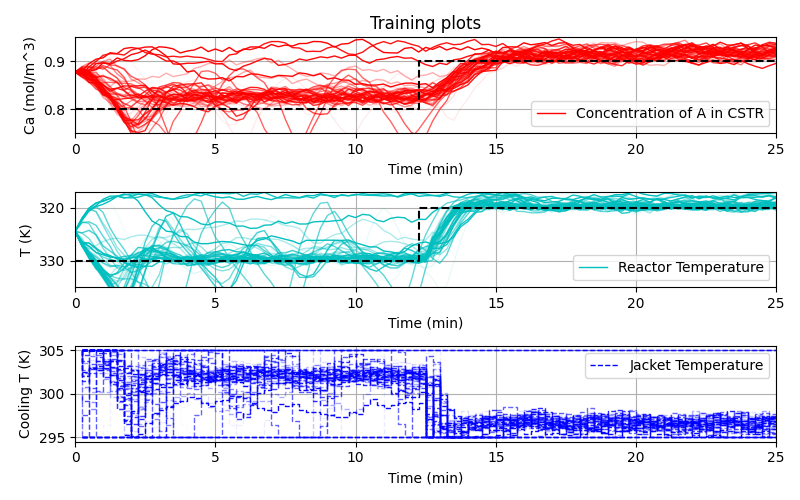 Training plots
Ca (mol/m^3)
0.9
0.8
Concentration of A in CSTR
0 5 10 15 20 25
Time (min)
T (K)
320
330
Reactor Temperature
0 5 10 15 20 25
Time (min)
Cooling T (K)
305
300
295
Jacket Temperature
0 5 10 15 20 25
Time (min)